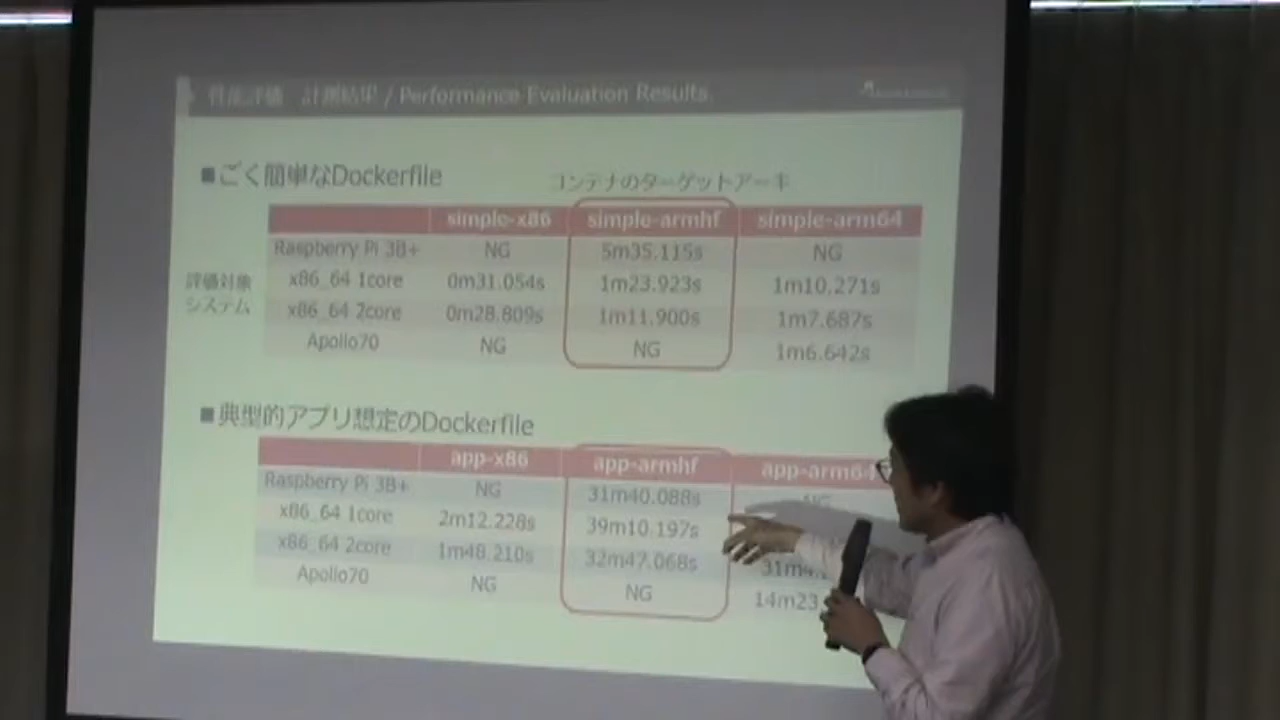 性能評価 計測結果 / Performance Evaluation Results
■ごく簡単なDockerfile
コンテナのターゲットアーキ
simple-x86 simple-armhf simple-arm64
評価対象
システム
Raspberry Pi 3B+ NG 5m35.115s NG
x86_64 1core 0m31.054s 1m23.923s 1m10.271s
x86_64 2core 0m28.809s 1m11.900s 1m7.687s
Apollo70 NG NG 1m6.642s
■典型的アプリ想定のDockerfile
app-x86 app-armhf app-arm64
Raspberry Pi 3B+ NG 31m40.088s NG
x86_64 1core 2m12.228s 39m10.197s
x86_64 2core 1m48.210s 32m47.068s 31m4.
Apollo70 NG NG 14m23